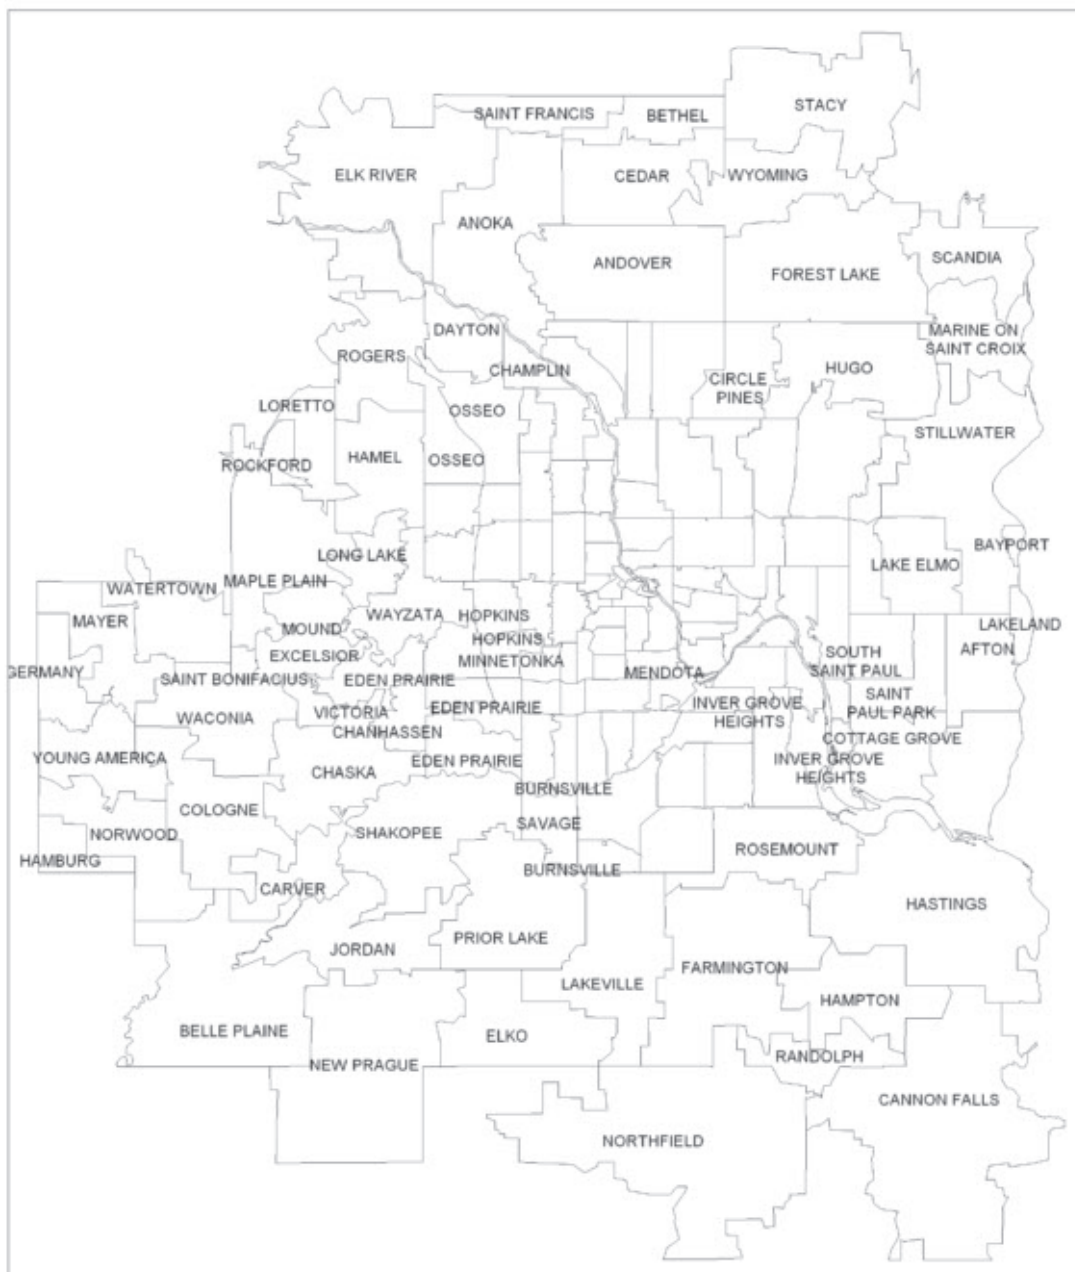 STACY
SAINT FRANCIS
BETHEL
ELK RIVER
CEDAR
WYOMING
ANOKA
SCANDIA
ANDOVER
FOREST LAKE
DAYTON
MARINE ON
SAINT CROIX
ROGERS
CHAMPLIN
HUGO
CIRCLE
PINES
LORETTO
OSSEO
STILLWATER
ROCKFORD
HAMEL
OSSEO
BAYPORT
LONG LAKE
LAKE ELMO
MAPLE PLAIN
WATERTOWN
WAYZATA
HOPKINS
MAYER
MOUND
LAKELAND
HOPKINS
AFTON
EXCELSIOR
MINNETONKA
SOUTH
SAINT PAUL
GERMANY
SAINT BONIFACIUS
EDEN PRAIRIE
MENDOTA
SAINT
PAUL PARK
VICTORIA
EDEN PRAIRIE
INVER GROVE
HEIGHTS
WACONIA
CHANHASSEN
COTTAGE GROVE
YOUNG AMERICA
CHASKA
EDEN PRAIRIE
INVER GROVE
HEIGHTS
BURNSVILLE
COLOGNE
SAVAGE
NORWOOD
SHAKOPEE
ROSEMOUNT
HAMBURG
BURNSVILLE
CARVER
HASTINGS
PRIOR LAKE
JORDAN
FARMINGTON
LAKEVILLE
HAMPTON
BELLE PLAINE
ELKO
RANDOLPH
NEW PRAGUE
CANNON FALLS
NORTHFIELD